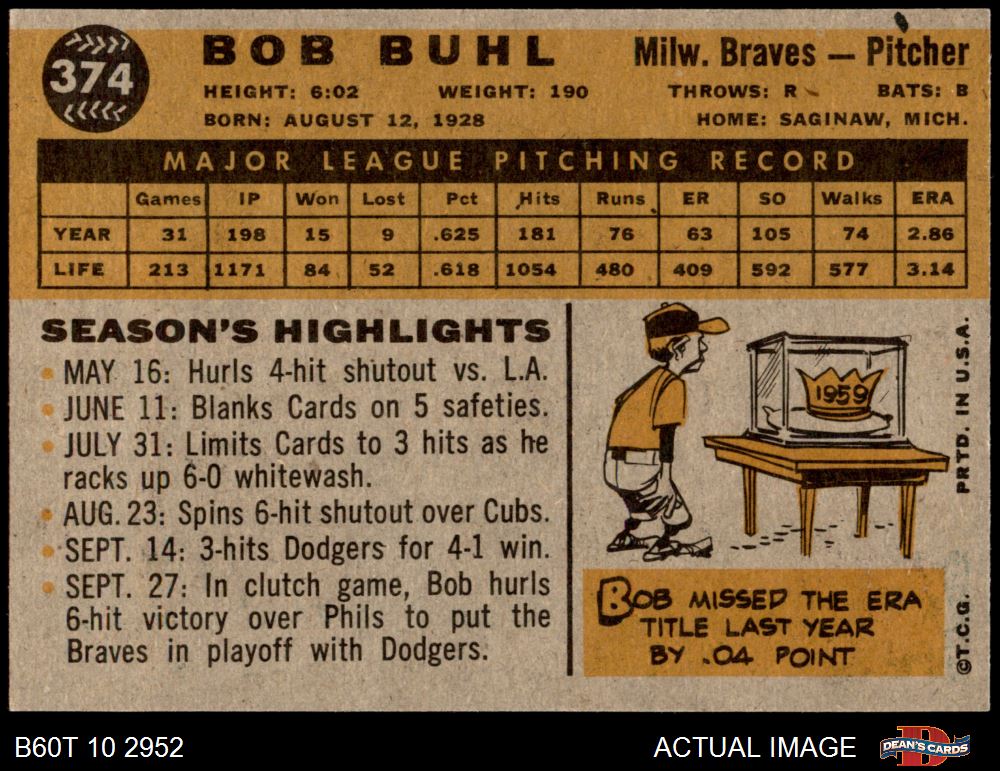 374
BOB BUHL
Milw. Braves — Pitcher
HEIGHT: 6:02 WEIGHT: 190 THROWS: R BATS: B
BORN: AUGUST 12, 1928 HOME: SAGINAW, MICH.
MAJOR LEAGUE PITCHING RECORD
Games IP Won Lost Pct Hits Runs ER SO Walks ERA
YEAR 31 198 15 9 .625 181 76 63 105 74 2.86
LIFE 213 1171 84 52 .618 1054 480 409 592 577 3.14
SEASON'S HIGHLIGHTS
• MAY 16: Hurls 4-hit shutout vs. L.A.
• JUNE 11: Blanks Cards on 5 safeties.
• JULY 31: Limits Cards to 3 hits as he
racks up 6-0 whitewash.
• AUG. 23: Spins 6-hit shutout over Cubs.
• SEPT. 14: 3-hits Dodgers for 4-1 win.
• SEPT. 27: In clutch game, Bob hurls
6-hit victory over Phils to put the
Braves in playoff with Dodgers.
1959
BOB MISSED THE ERA
TITLE LAST YEAR
BY .04 POINT
©T.C.G. PRTD. IN U.S.A.
B60T 10 2952
ACTUAL IMAGE
DEAN'S CARDS